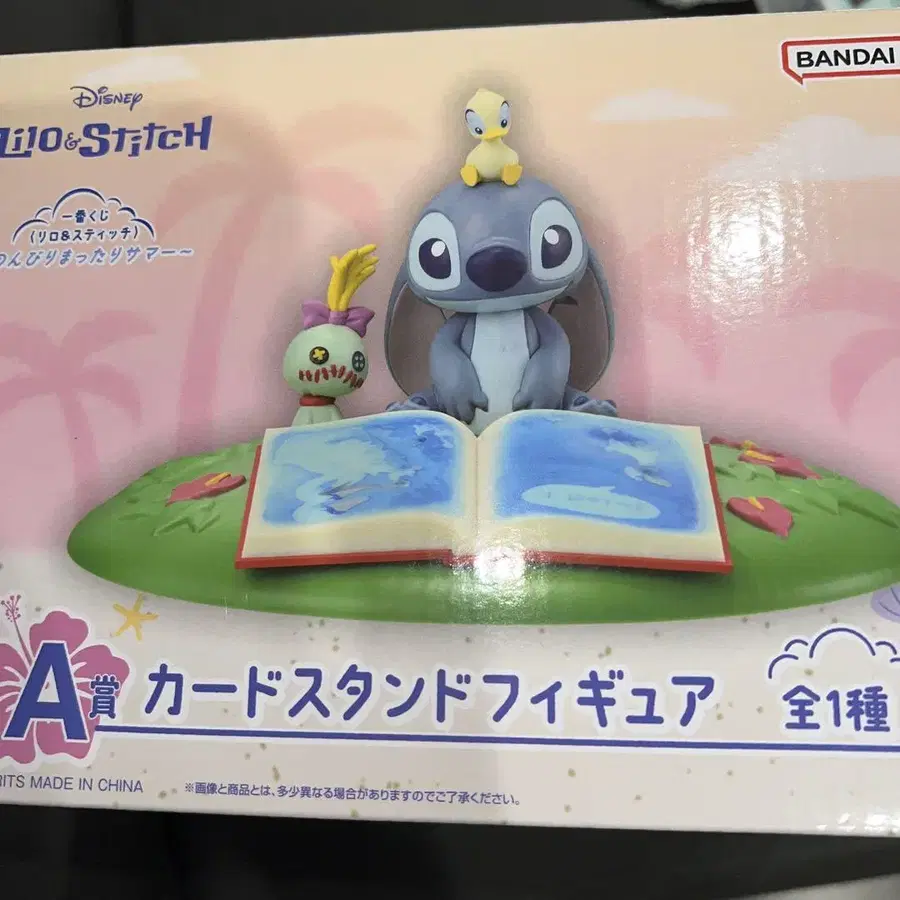 BANDAI
Disney
Lilo & Stitch
一番くじ
(リロ&スティッチ)
のんびりまったりサマー~
A賞 カードスタンドフィギュア 全1種
RITS MADE IN CHINA
※画像と商品とは、多少異なる場合がありますのでご了承ください。